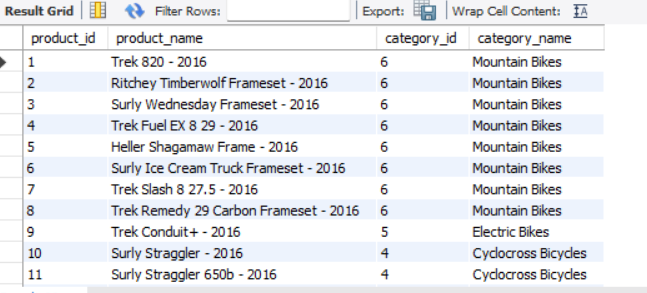 Result Grid Filter Rows: Export: Wrap Cell Content: IA
product_id product_name category_id category_name
1 Trek 820 - 2016 6 Mountain Bikes
2 Ritchey Timberwolf Frameset - 2016 6 Mountain Bikes
3 Surly Wednesday Frameset - 2016 6 Mountain Bikes
4 Trek Fuel EX 8 29 - 2016 6 Mountain Bikes
5 Heller Shagamaw Frame - 2016 6 Mountain Bikes
6 Surly Ice Cream Truck Frameset - 2016 6 Mountain Bikes
7 Trek Slash 8 27.5 - 2016 6 Mountain Bikes
8 Trek Remedy 29 Carbon Frameset - 2016 6 Mountain Bikes
9 Trek Conduit+ - 2016 5 Electric Bikes
10 Surly Straggler - 2016 4 Cyclocross Bicycles
11 Surly Straggler 650b - 2016 4 Cyclocross Bicycles